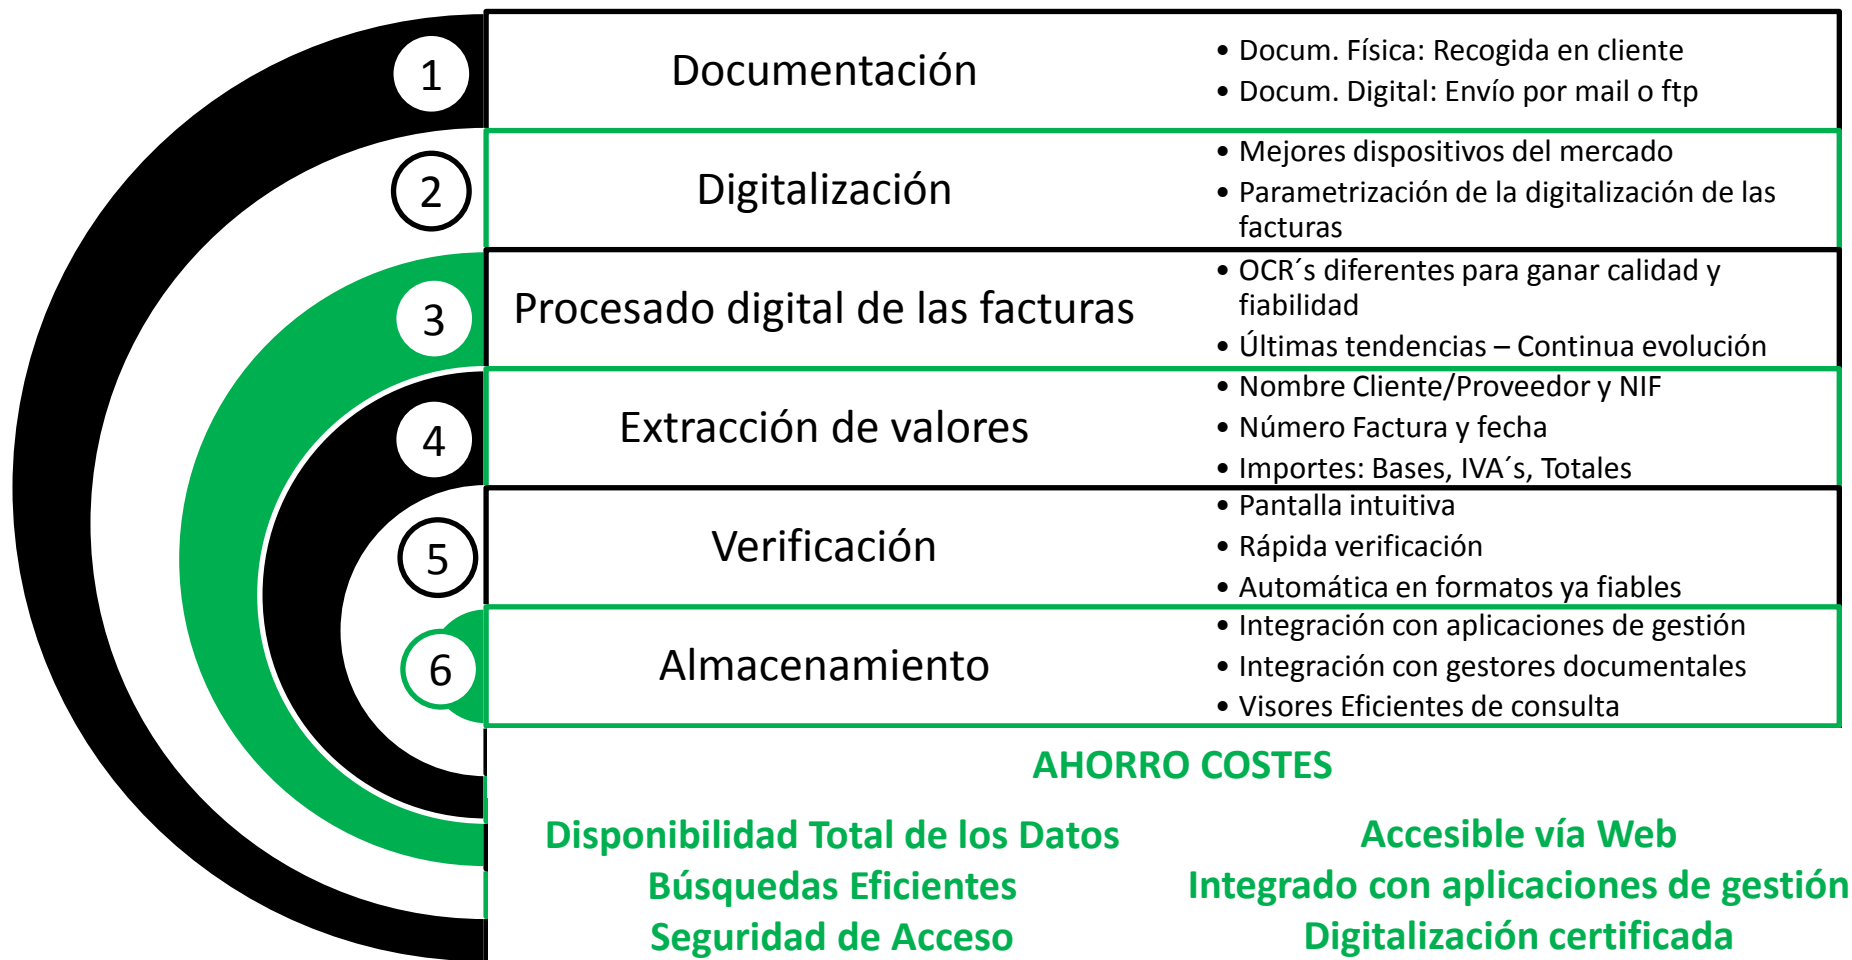 1
Documentación
• Docum. Física: Recogida en cliente
• Docum. Digital: Envío por mail o ftp
2
Digitalización
• Mejores dispositivos del mercado
• Parametrización de la digitalización de las
facturas
3
Procesado digital de las facturas
• OCR´s diferentes para ganar calidad y
fiabilidad
• Últimas tendencias – Continua evolución
4
Extracción de valores
• Nombre Cliente/Proveedor y NIF
• Número Factura y fecha
• Importes: Bases, IVA´s, Totales
5
Verificación
• Pantalla intuitiva
• Rápida verificación
• Automática en formatos ya fiables
6
Almacenamiento
• Integración con aplicaciones de gestión
• Integración con gestores documentales
• Visores Eficientes de consulta
AHORRO COSTES
Disponibilidad Total de los Datos
Búsquedas Eficientes
Seguridad de Acceso
Accesible vía Web
Integrado con aplicaciones de gestión
Digitalización certificada